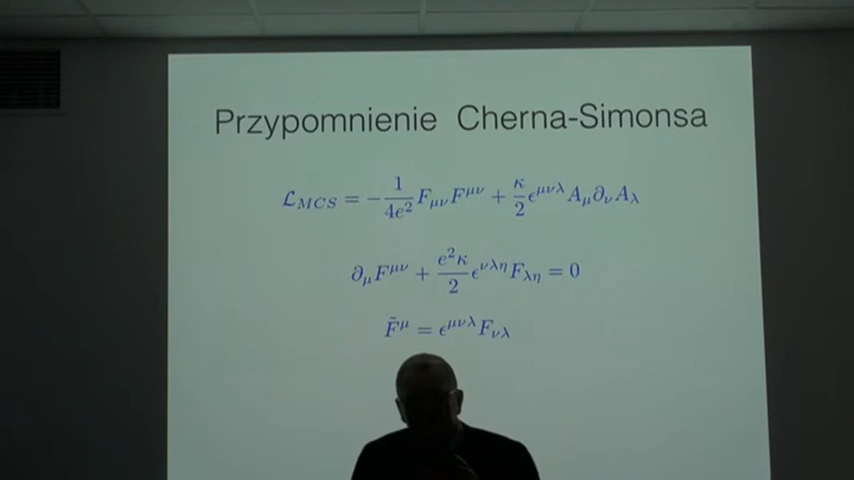 Przypomnienie Cherna-Simonsa
$\mathcal{L}_{MCS} = -\frac{1}{4e^2} F_{\mu\nu} F^{\mu\nu} + \frac{\kappa}{2} \epsilon^{\mu\nu\lambda} A_\mu \partial_\nu A_\lambda$
$\partial_\mu F^{\mu\nu} + \frac{e^2 \kappa}{2} \epsilon^{\nu\lambda\eta} F_{\lambda\eta} = 0$
$\tilde{F}^\mu = \epsilon^{\mu\nu\lambda} F_{\nu\lambda}$